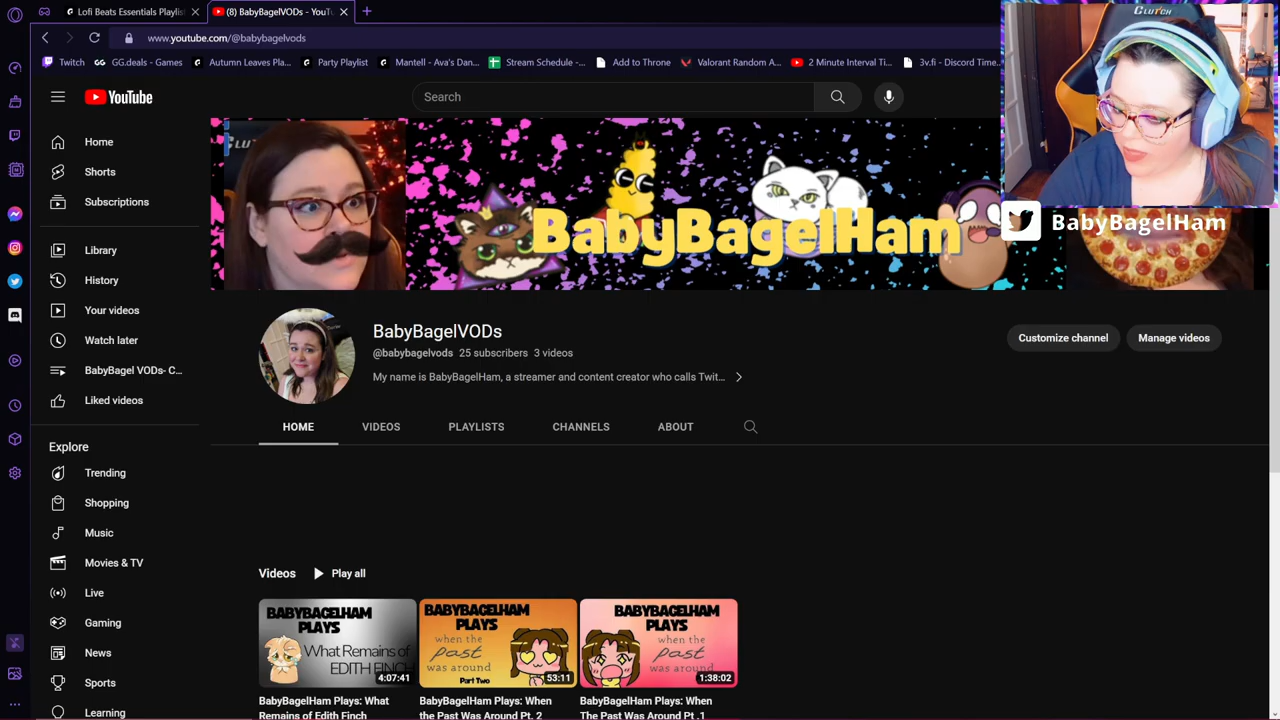 Lofi Beats Essentials Playlis
(8) BabyBagelVODs - YouTu
www.youtube.com/@babybagelvods
Twitch
GG.deals - Games
Autumn Leaves Pla...
Party Playlist
Mantell - Ava's Dan...
Stream Schedule -...
Add to Throne
Valorant Random A...
2 Minute Interval Ti...
3v.fi - Discord Time...
CLUTCH
YouTube
Search
BabyBagelHam
BabyBagelHam
Home
Shorts
Subscriptions
Library
History
Your videos
Watch later
BabyBagel VODs- C...
Liked videos
Explore
Trending
Shopping
Music
Movies & TV
Live
Gaming
News
Sports
Learning
BabyBagelVODs
@babybagelvods 25 subscribers 3 videos
My name is BabyBagelHam, a streamer and content creator who calls Twit...
Customize channel
Manage videos
HOME
VIDEOS
PLAYLISTS
CHANNELS
ABOUT
Videos
Play all
BABYBAGELHAM
PLAYS
What Remains of
EDITH FINCH
4:07:41
BabyBagelHam Plays: What
Remains of Edith Finch
BABYBAGELHAM
PLAYS
when the
past
was around
Part Two
53:11
BabyBagelHam Plays: When
the Past Was Around Pt. 2
BABYBAGELHAM
PLAYS
when the
past
was around
1:38:02
BabyBagelHam Plays: When
The Past Was Around Pt .1